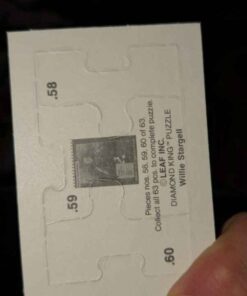 .58
.59
.60
Pieces nos. 58, 59, 60 of 63.
Collect all 63 pcs. to complete puzzle.
© LEAF INC.
DIAMOND KING™ PUZZLE
Willie Stargell